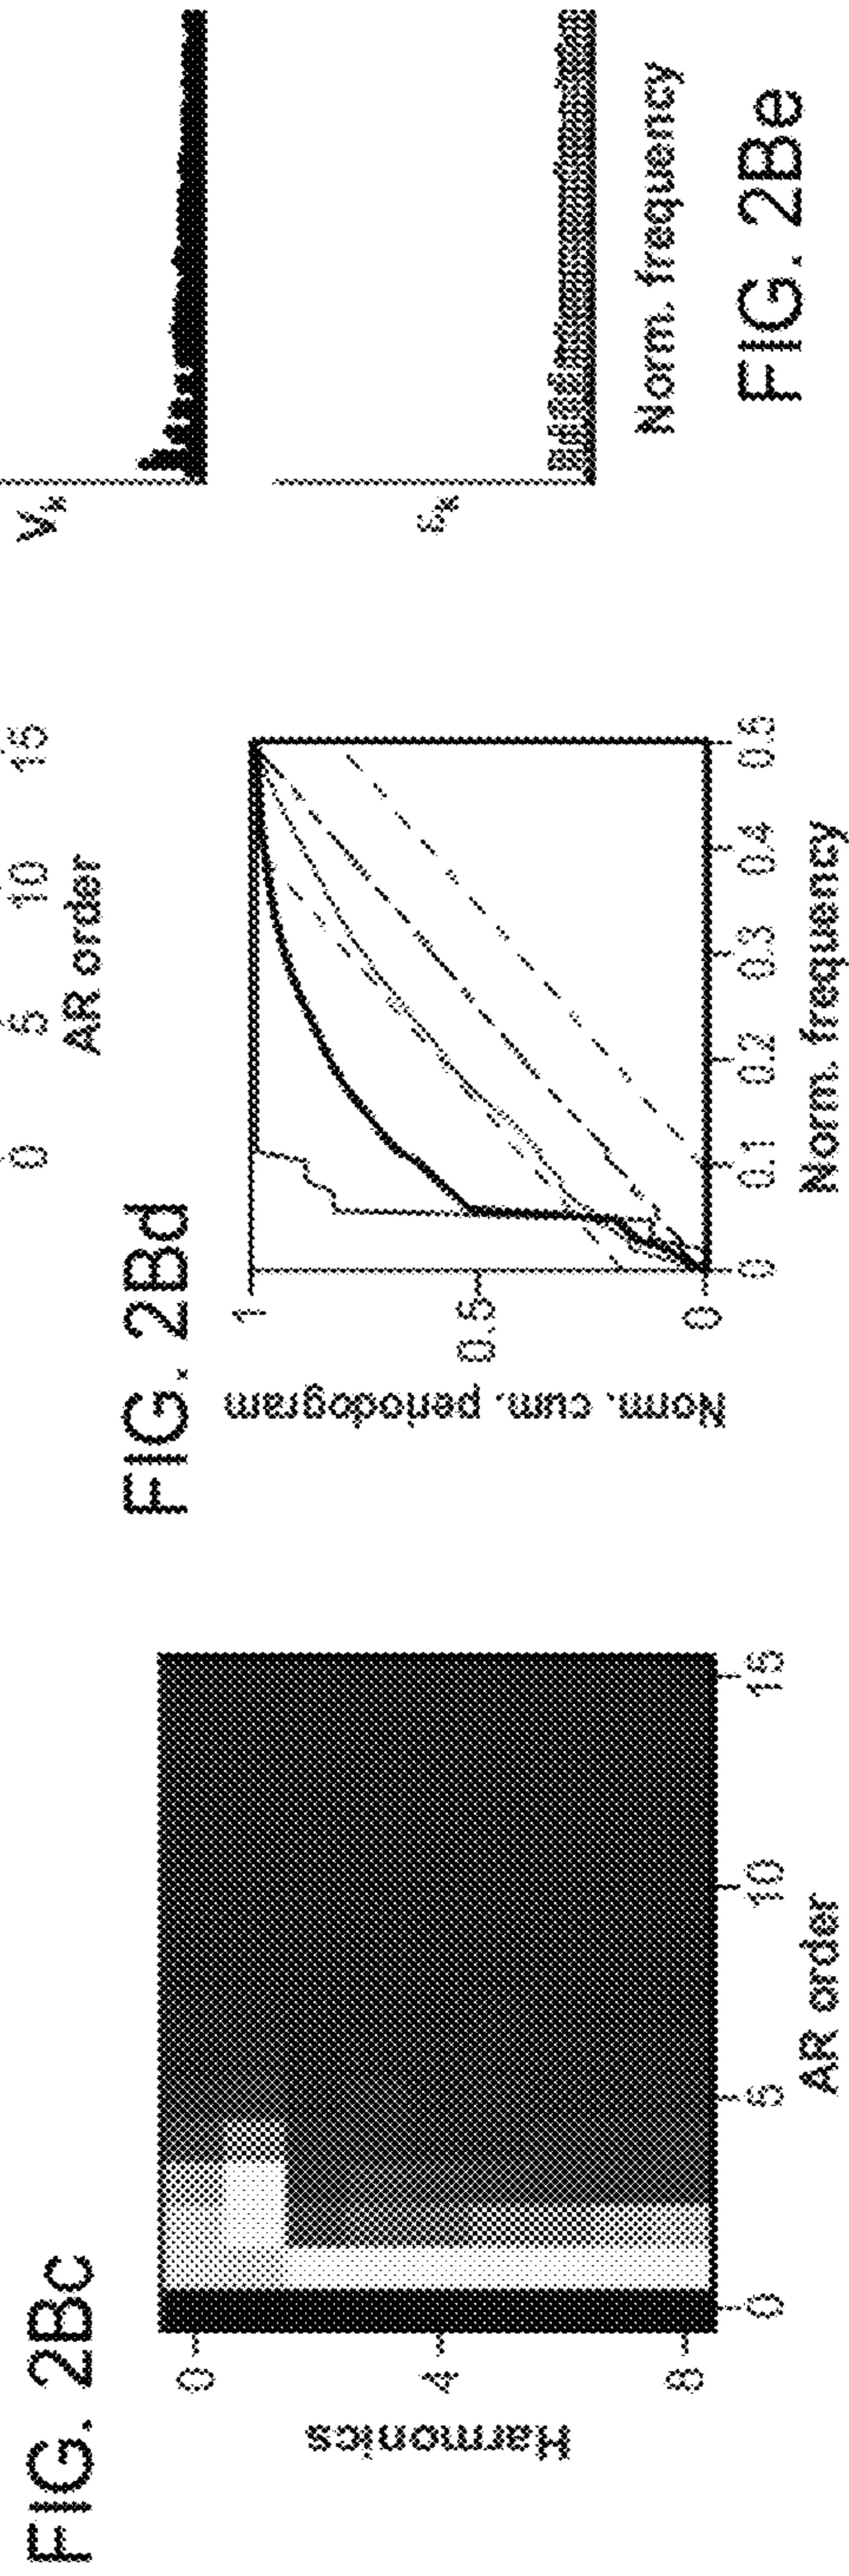 FIG. 2Bc
Harmonics
0
4
8
0 5 10 15
AR order
0 5 10 15
AR order
FIG. 2Bd
Norm. cum. periodogram
1
0.5
0
0 0.1 0.2 0.3 0.4 0.5
Norm. frequency
Vk
εk
Norm. frequency
FIG. 2Be